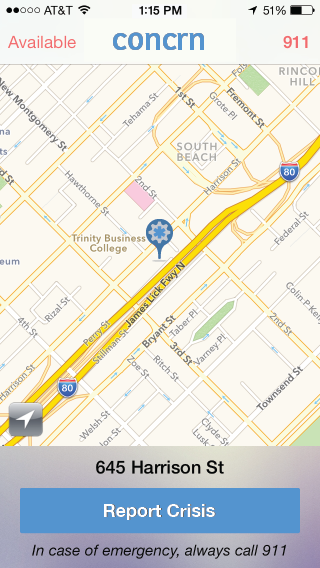 AT&T 1:15 PM 51%
Available concrn 911
RINCON
HILL
New Montgomery St
Tehama St
1st St
Fremont St
Grote Pl
SOUTH
BEACH
Harrison St
80
Hawthorne St
2nd St
Trinity Business
College
Federal St
eum
James Lick Fwy N
Rizal St
Colin P Kel
4th St
Perry St
Stillman St
Bryant St
Taber Pl
2nd St
3rd St
Varney Pl
Zoe St
Ritch St
Harrison St
80
Townsend St
Welsh St
Clyde St
Lusk S
645 Harrison St
Report Crisis
In case of emergency, always call 911